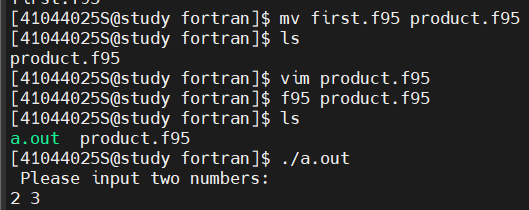 first.f95
[41044025S@study fortran]$ mv first.f95 product.f95
[41044025S@study fortran]$ ls
product.f95
[41044025S@study fortran]$ vim product.f95
[41044025S@study fortran]$ f95 product.f95
[41044025S@study fortran]$ ls
a.out  product.f95
[41044025S@study fortran]$ ./a.out
 Please input two numbers:
2 3